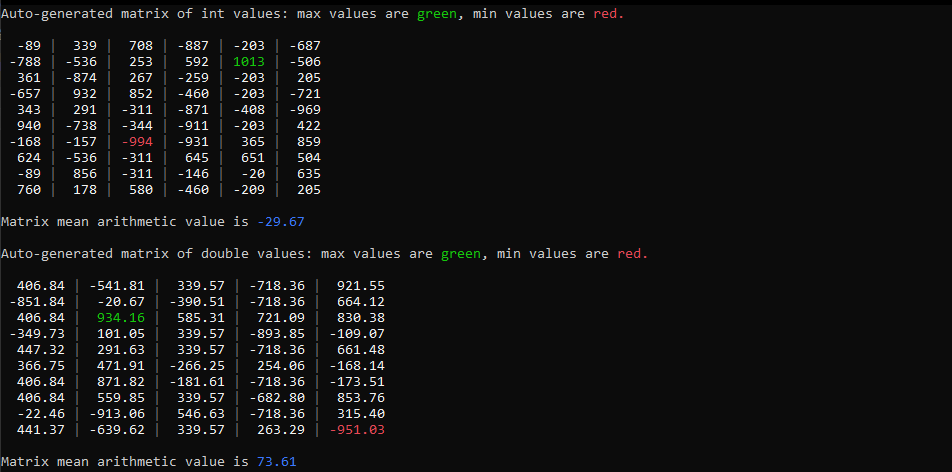 Auto-generated matrix of int values: max values are green, min values are red.
-89 | 339 | 708 | -887 | -203 | -687
-788 | -536 | 253 | 592 | 1013 | -506
361 | -874 | 267 | -259 | -203 | 205
-657 | 932 | 852 | -460 | -203 | -721
343 | 291 | -311 | -871 | -408 | -969
940 | -738 | -344 | -911 | -203 | 422
-168 | -157 | -994 | -931 | 365 | 859
624 | -536 | -311 | 645 | 651 | 504
-89 | 856 | -311 | -146 | -20 | 635
760 | 178 | 580 | -460 | -209 | 205
Matrix mean arithmetic value is -29.67
Auto-generated matrix of double values: max values are green, min values are red.
406.84 | -541.81 | 339.57 | -718.36 | 921.55
-851.84 | -20.67 | -390.51 | -718.36 | 664.12
406.84 | 934.16 | 585.31 | 721.09 | 830.38
-349.73 | 101.05 | 339.57 | -893.85 | -109.07
447.32 | 291.63 | 339.57 | -718.36 | 661.48
366.75 | 471.91 | -266.25 | 254.06 | -168.14
406.84 | 871.82 | -181.61 | -718.36 | -173.51
406.84 | 559.85 | 339.57 | -682.80 | 853.76
-22.46 | -913.06 | 546.63 | -718.36 | 315.40
441.37 | -639.62 | 339.57 | 263.29 | -951.03
Matrix mean arithmetic value is 73.61